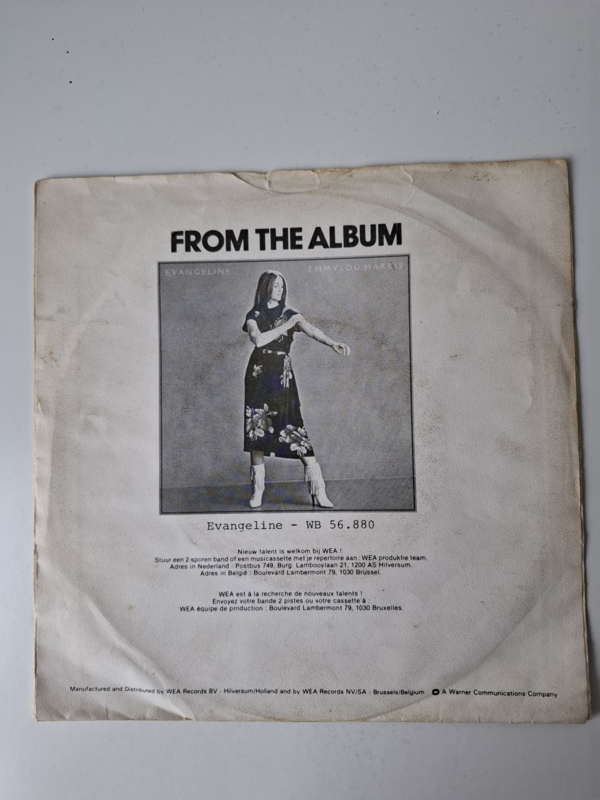 FROM THE ALBUM
EVANGELINE EMMYLOU HARRIS
Evangeline - WB 56.880
Nieuw talent is welkom bij WEA !
Stuur een 2-sporen band of een musicassette met je repertoire aan : WEA produktie team.
Adres in Nederland : Postbus 749, Burg. Lambooylaan 21, 1200 AS Hilversum.
Adres in België : Boulevard Lambermont 79, 1030 Brussel.
WEA est à la recherche de nouveaux talents !
Envoyez votre bande 2 pistes ou votre cassette à :
WEA équipe de production : Boulevard Lambermont 79, 1030 Bruxelles.
Manufactured and Distributed by WEA Records BV - Hilversum/Holland and by WEA Records NV/SA - Brussels/Belgium A Warner Communications Company